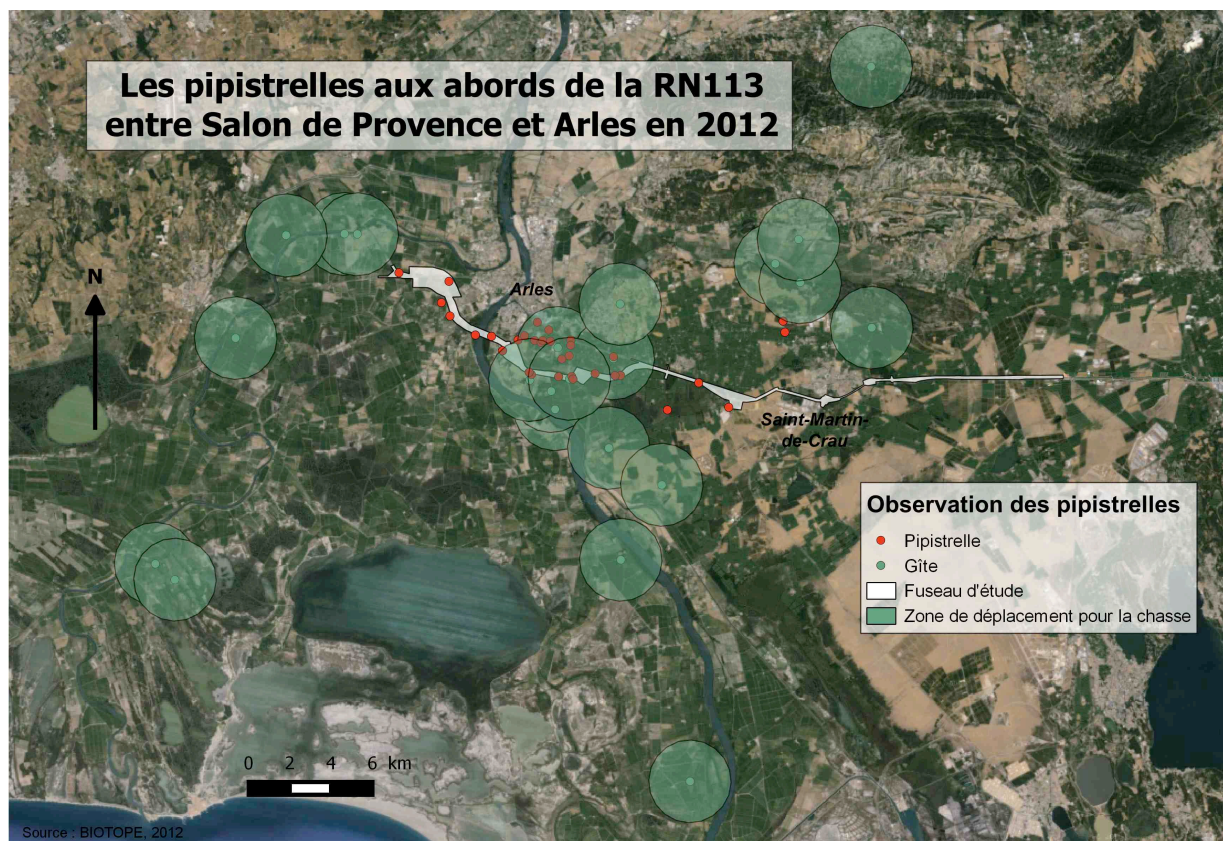 Les pipistrelles aux abords de la RN113
entre Salon de Provence et Arles en 2012
N
Arles
Saint-Martin-
de-Crau
Observation des pipistrelles
Pipistrelle
Gîte
Fuseau d'étude
Zone de déplacement pour la chasse
0 2 4 6 km
Source : BIOTOPE, 2012